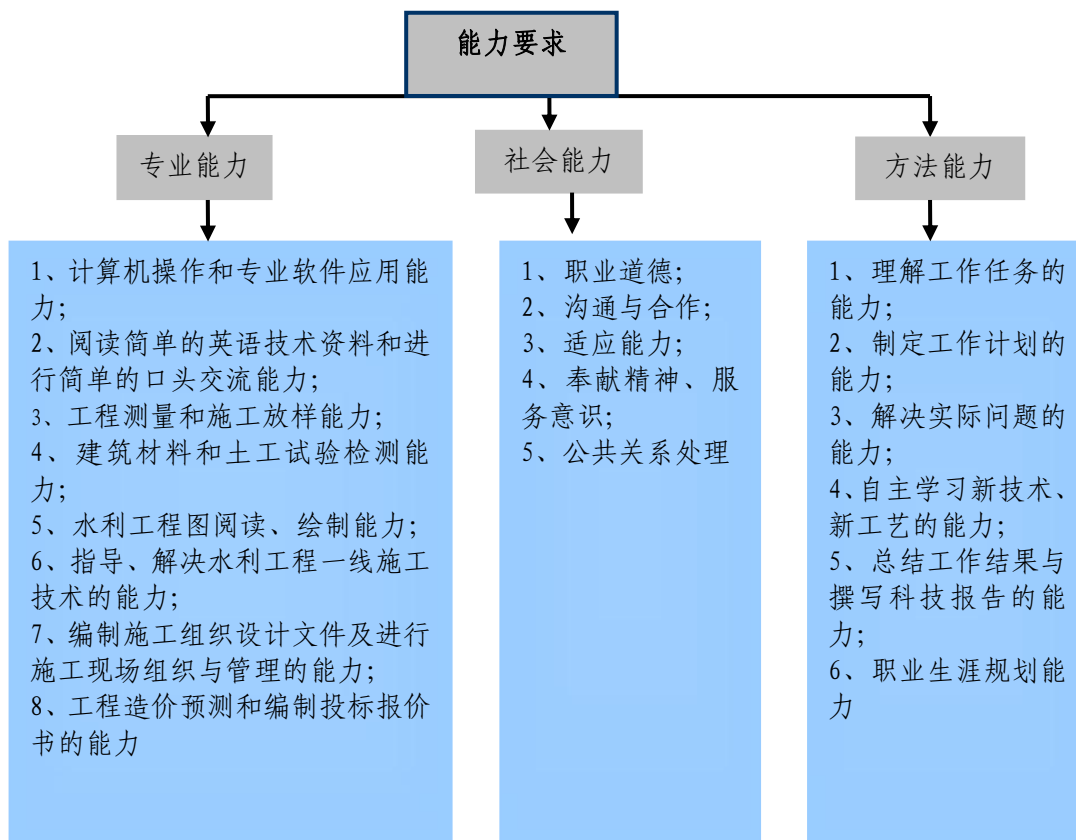 能力要求
专业能力
社会能力
方法能力
1、计算机操作和专业软件应用能
力；
2、阅读简单的英语技术资料和进
行简单的口头交流能力；
3、工程测量和施工放样能力；
4、建筑材料和土工试验检测能
力；
5、水利工程图阅读、绘制能力；
6、指导、解决水利工程一线施工
技术的能力；
7、编制施工组织设计文件及进行
施工现场组织与管理的能力；
8、工程造价预测和编制投标报价
书的能力
1、职业道德；
2、沟通与合作；
3、适应能力；
4、奉献精神、服
务意识；
5、公共关系处理
1、理解工作任务的
能力；
2、制定工作计划的
能力；
3、解决实际问题的
能力；
4、自主学习新技术、
新工艺的能力；
5、总结工作结果与
撰写科技报告的能
力；
6、职业生涯规划能
力